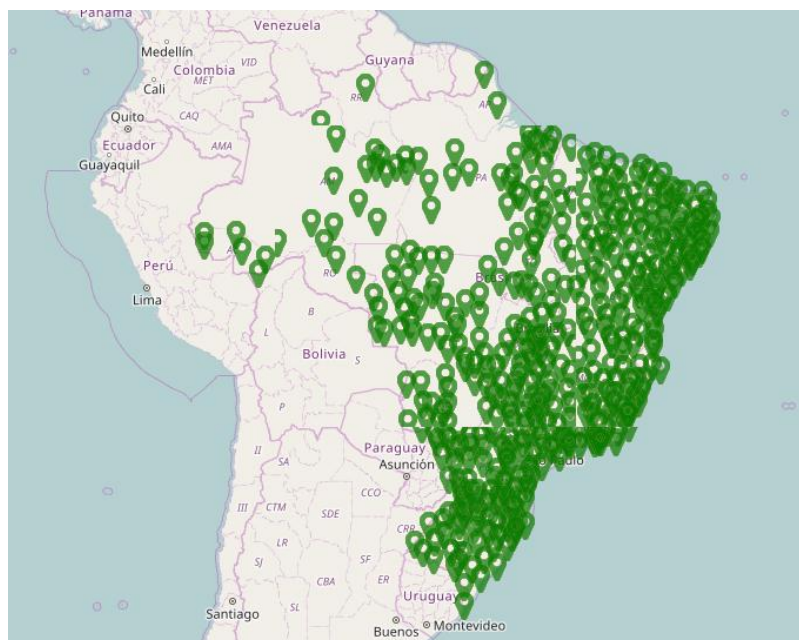 Panama
Venezuela
Medellín
VID
Guyana
Colombia
MET
RR
Cali
AP
CAQ
Quito
AMA
Ecuador
Guayaquil
AM
PA
AC
Perú
RO
Lima
B
L
Bolivia
S
P
Paraguay
II
SA
Asunción
CCO
III
CTM
SDE
CRR
LR
SJ
SF
CBA
ER
Uruguay
Santiago
SL
Buenos
Montevideo